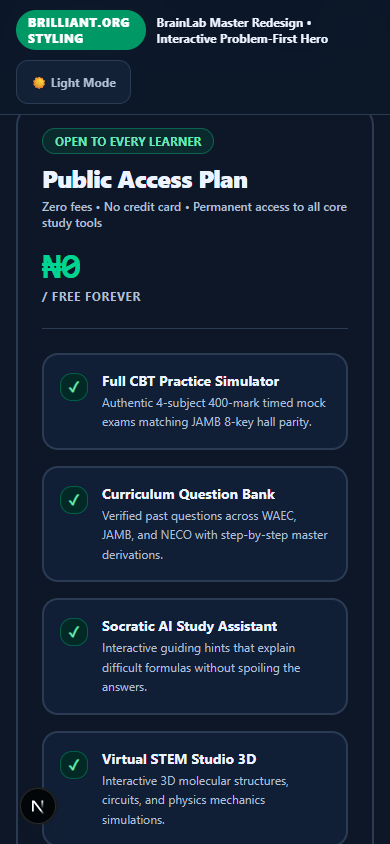 BRILLIANT.ORG
STYLING
BrainLab Master Redesign •
Interactive Problem-First Hero
Light Mode
OPEN TO EVERY LEARNER
Public Access Plan
Zero fees • No credit card • Permanent access to all core
study tools
₦0
/ FREE FOREVER
Full CBT Practice Simulator
Authentic 4-subject 400-mark timed mock
exams matching JAMB 8-key hall parity.
Curriculum Question Bank
Verified past questions across WAEC,
JAMB, and NECO with step-by-step master
derivations.
Socratic AI Study Assistant
Interactive guiding hints that explain
difficult formulas without spoiling the
answers.
Virtual STEM Studio 3D
Interactive 3D molecular structures,
circuits, and physics mechanics
simulations.
N